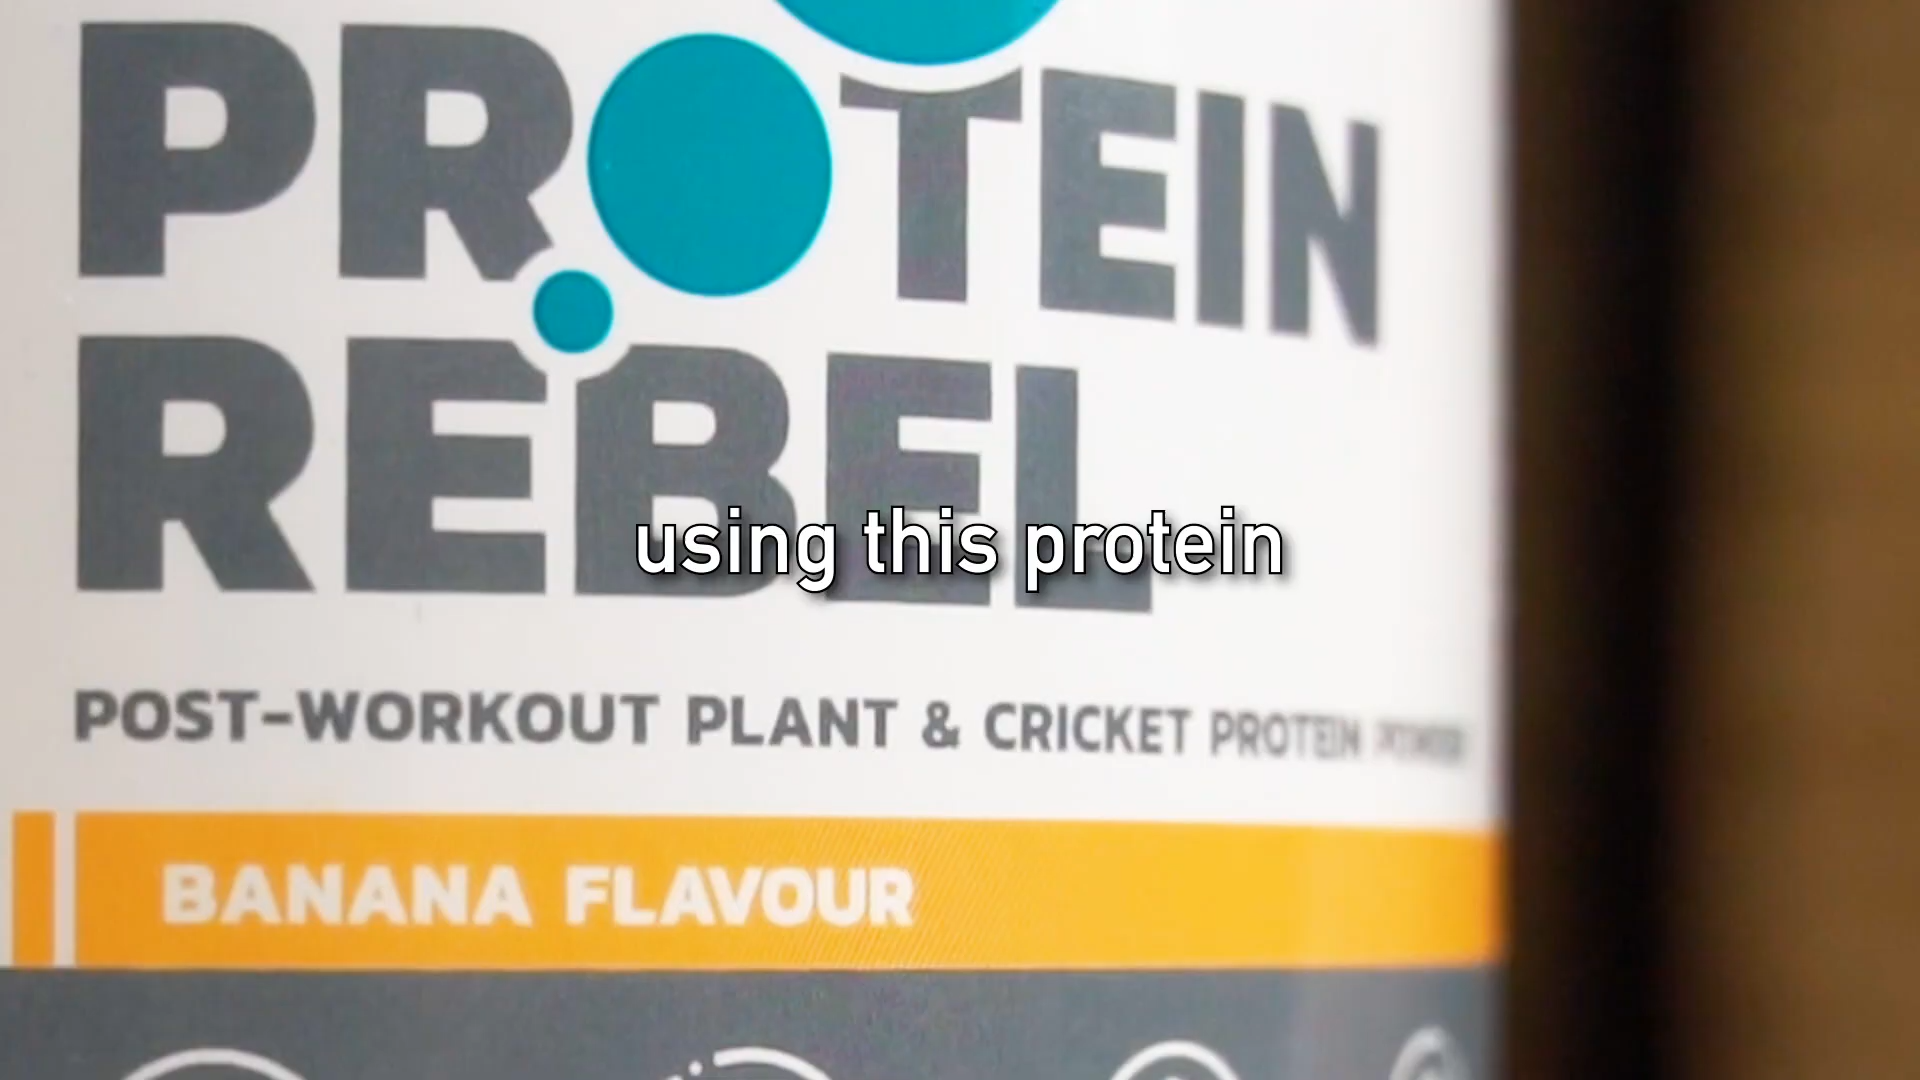 PROTEIN
REBEL
using this protein
POST-WORKOUT PLANT & CRICKET PROTEIN
BANANA FLAVOUR